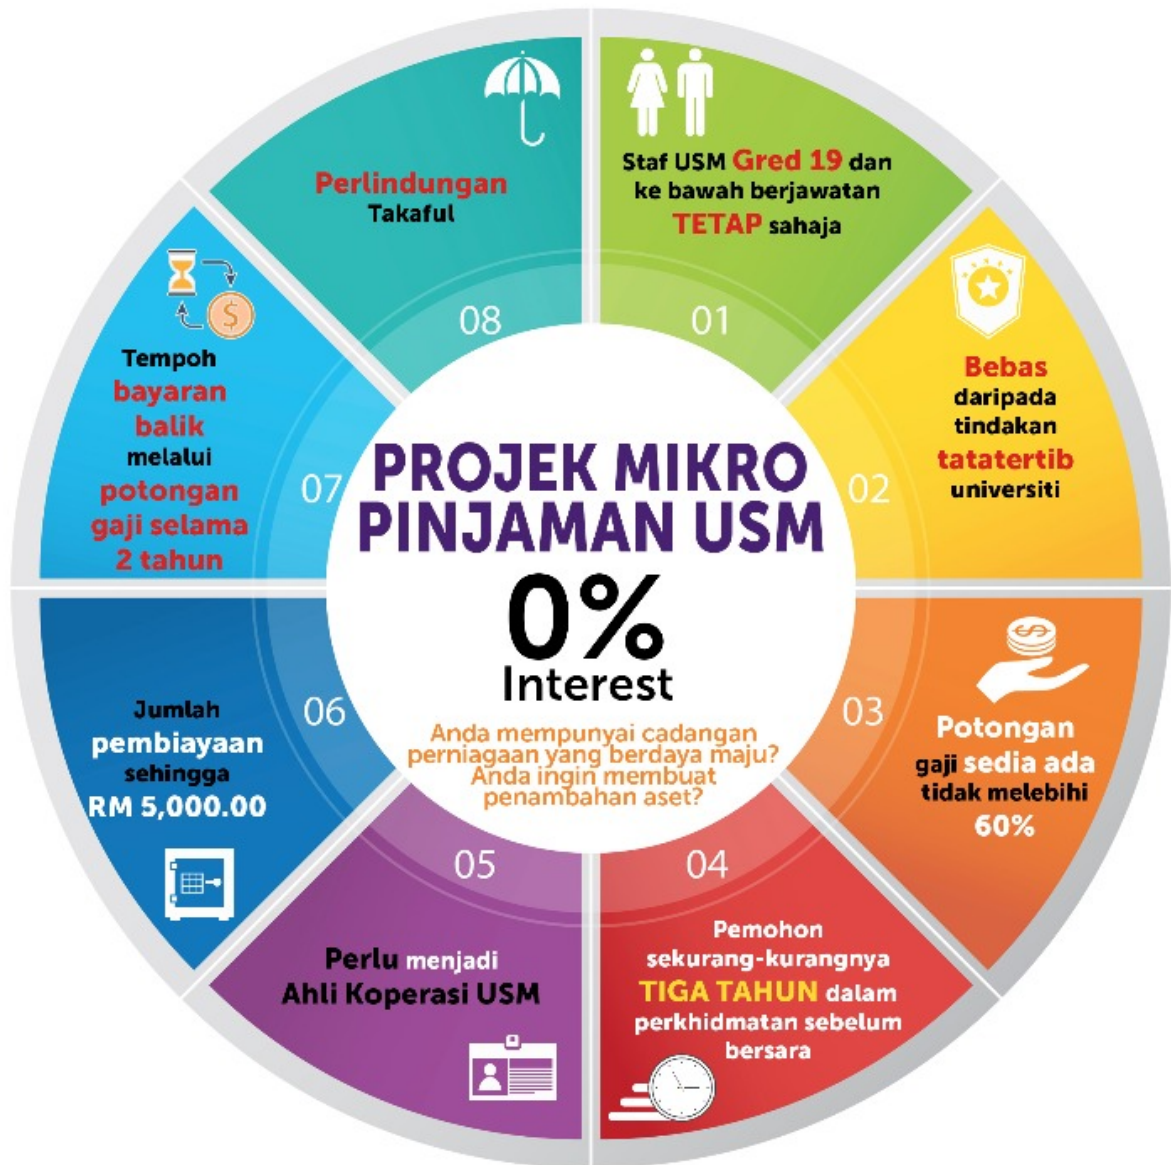 PROJEK MIKRO
PINJAMAN USM
0%
Interest
Anda mempunyai cadangan
perniagaan yang berdaya maju?
Anda ingin membuat
penambahan aset?
Staf USM Gred 19 dan
ke bawah berjawatan
TETAP sahaja
01
Bebas
daripada
tindakan
tatatertib
universiti
02
$
Potongan
gaji sedia ada
tidak melebihi
60%
03
04
Pemohon
sekurang-kurangnya
TIGA TAHUN dalam
perkhidmatan sebelum
bersara
05
Perlu menjadi
Ahli Koperasi USM
06
Jumlah
pembiayaan
sehingga
RM 5,000.00
07
$
Tempoh
bayaran
balik
melalui
potongan
gaji selama
2 tahun
Perlindungan
Takaful
08